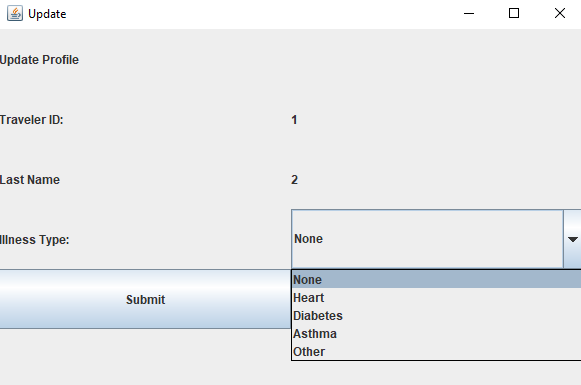 Update
Update Profile
Traveler ID: 1
Last Name 2
Illness Type: None
Submit
None
Heart
Diabetes
Asthma
Other